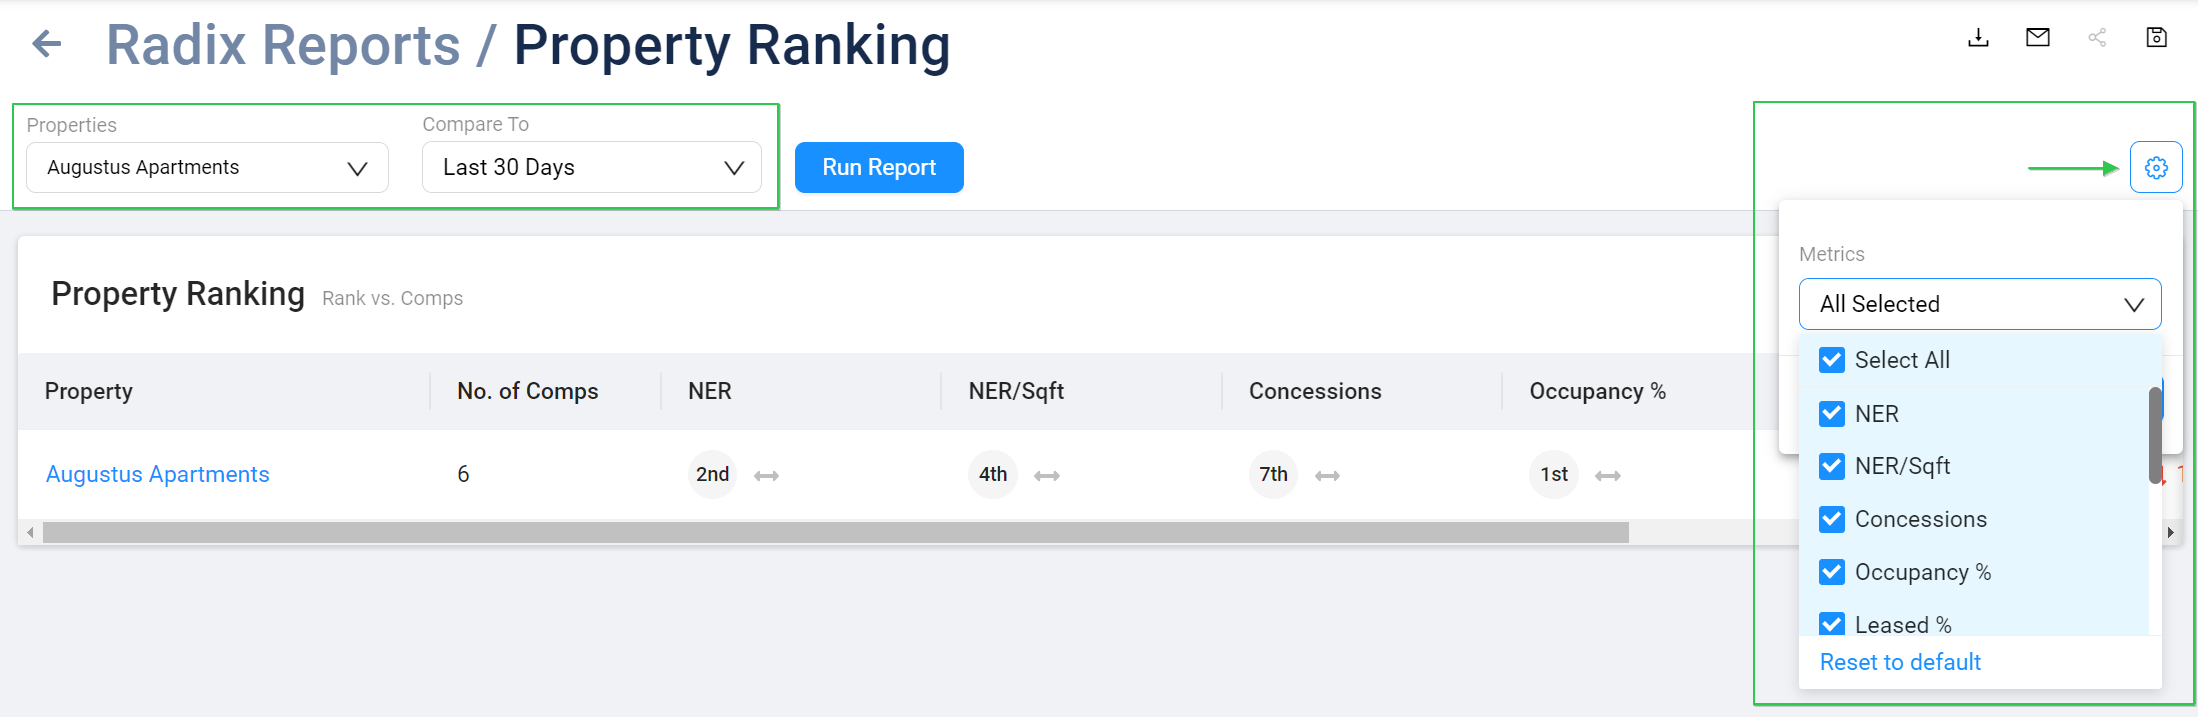 Radix Reports / Property Ranking
Properties
Compare To
Augustus Apartments
Last 30 Days
Run Report
Metrics
All Selected
Select All
NER
NER/Sqft
Concessions
Occupancy %
Leased %
Reset to default
Property Ranking Rank vs. Comps
Property No. of Comps NER NER/Sqft Concessions Occupancy %
Augustus Apartments 6 2nd 4th 7th 1st